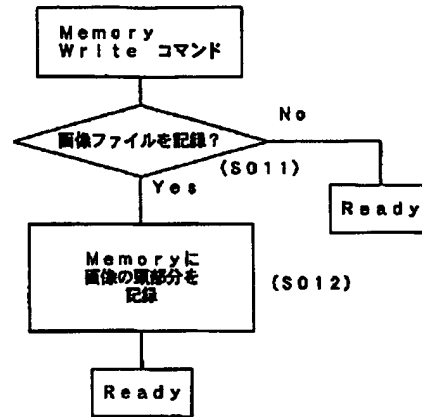 Memory
Write コマンド
No
画像ファイルを記録?
(S011)
Yes
Ready
Memoryに
画像の頭部分を
記録
(S012)
Ready